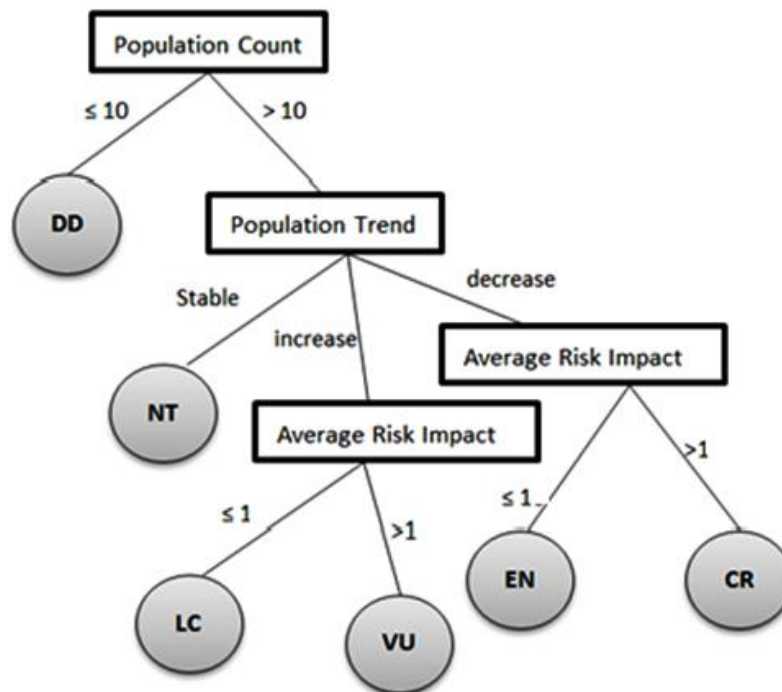 Population Count
≤ 10
> 10
DD
Population Trend
Stable
increase
decrease
Average Risk Impact
NT
Average Risk Impact
≤ 1
>1
≤ 1
>1
EN
CR
LC
VU